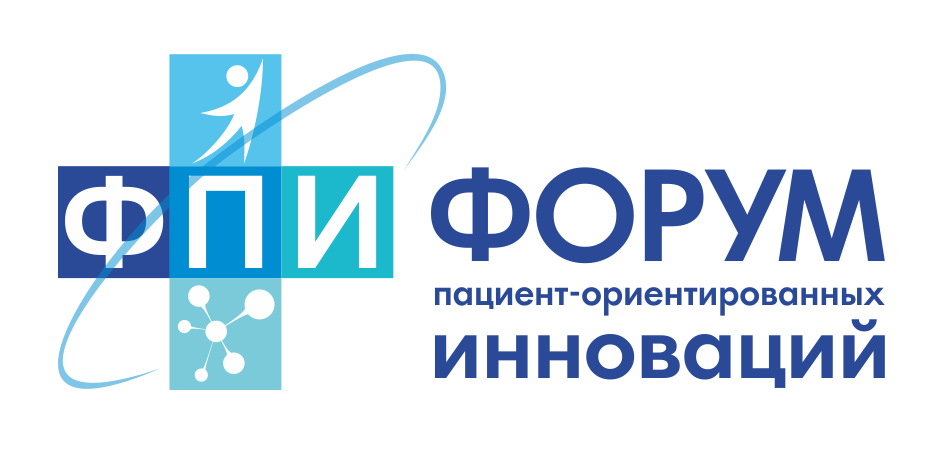 ФПИ
ФОРУМ
пациент-ориентированных
инноваций